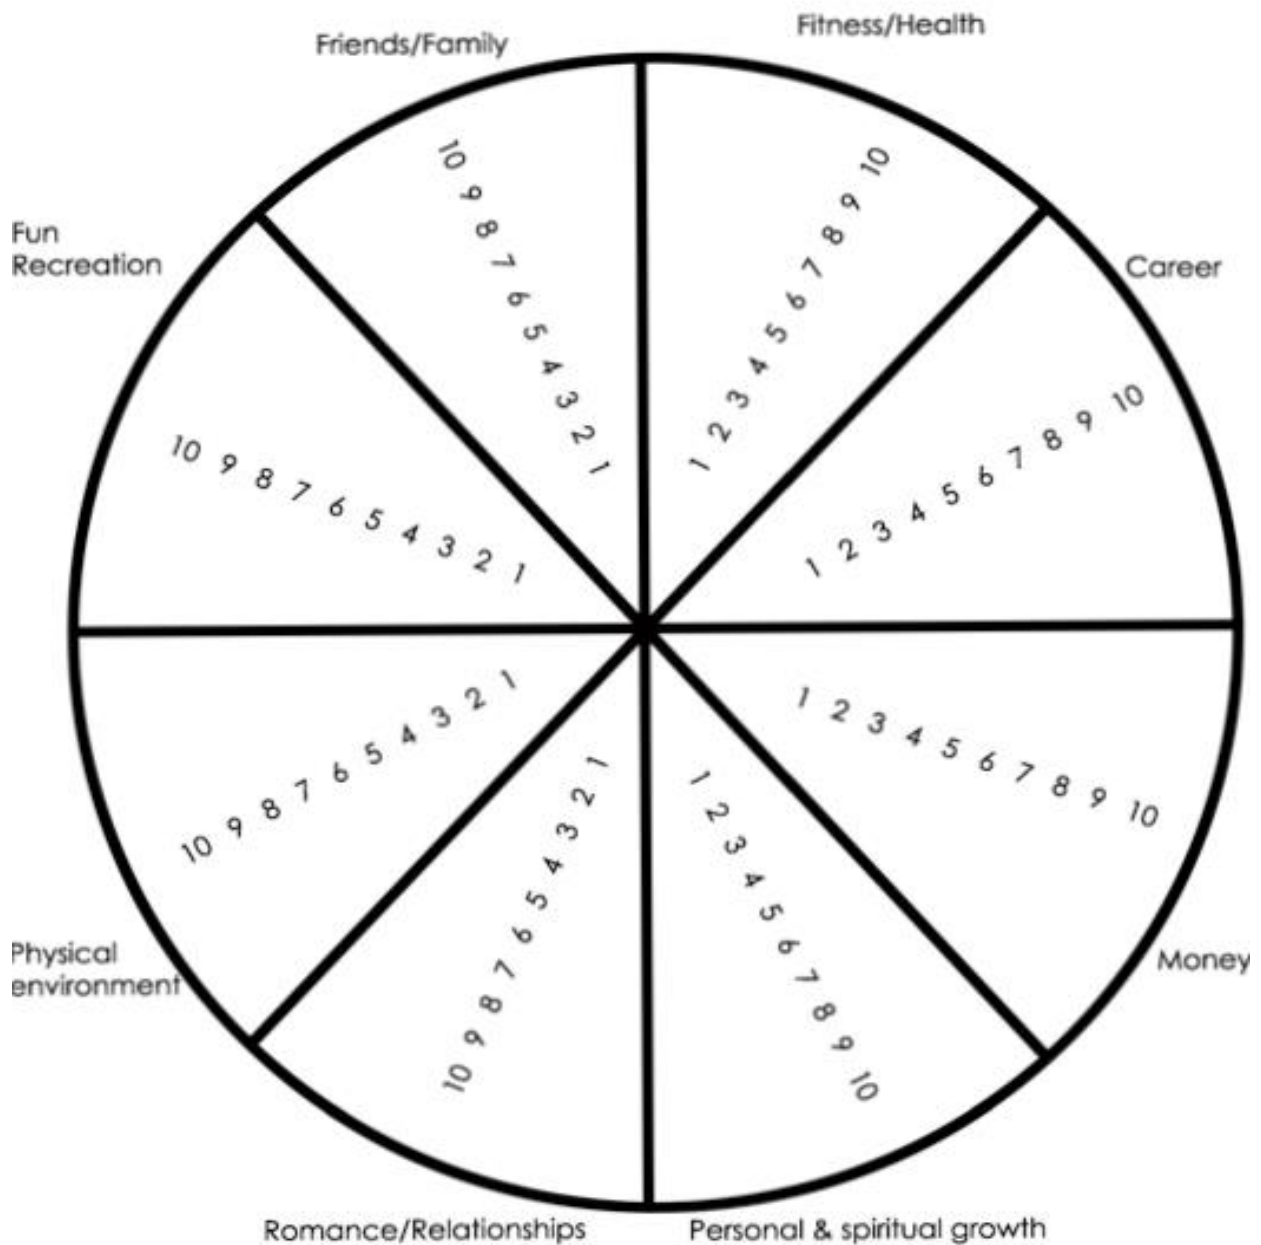 Friends/Family
Fitness/Health
Fun
Recreation
Career
10 9 8 7 6 5 4 3 2 1
1 2 3 4 5 6 7 8 9 10
10 9 8 7 6 5 4 3 2 1
1 2 3 4 5 6 7 8 9 10
10 9 8 7 6 5 4 3 2 1
1 2 3 4 5 6 7 8 9 10
10 9 8 7 6 5 4 3 2 1
1 2 3 4 5 6 7 8 9 10
Physical
environment
Money
Romance/Relationships
Personal & spiritual growth